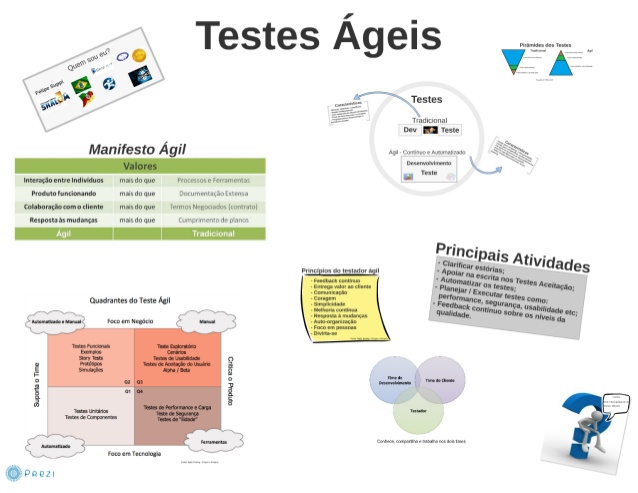 Testes Ágeis
Quem sou eu?
Felipe Suppi
SHALOM
Pirâmides dos Testes
Tradicional
Ágil
Testes
Tradicional
Dev
Teste
Ágil - Contínuo e Automatizado
Desenvolvimento
Teste
Características
Características
Manifesto Ágil
Valores
Interação entre Indivíduos mais do que Processos e Ferramentas
Produto funcionando mais do que Documentação Extensa
Colaboração com o cliente mais do que Termos Negociados (contrato)
Resposta às mudanças mais do que Cumprimento de planos
Ágil Tradicional
Principais Atividades
- Clarificar estórias;
- Apoiar na escrita nos Testes Aceitação;
- Automatizar os testes;
- Planejar / Executar testes como:
performance, segurança, usabilidade etc;
- Feedback contínuo sobre os níveis da
qualidade.
Princípios do testador ágil
- Feedback contínuo
- Entrega valor ao cliente
- Comunicação
- Coragem
- Simplicidade
- Melhoria contínua
- Resposta à mudanças
- Auto-organização
- Foco em pessoas
- Divirta-se
Quadrantes do Teste Ágil
Automatizado e Manual
Foco em Negócio
Manual
Suporta o Time
Critica o Produto
Testes Funcionais
Exemplos
Story Tests
Protótipos
Simulações
Teste Exploratório
Cenários
Testes de Usabilidade
Testes de Aceitação do Usuário
Alpha / Beta
Q2 Q3
Q1 Q4
Testes Unitários
Testes de Componentes
Testes de Performance e Carga
Teste de Segurança
Testes de "ilidade"
Automatizado
Foco em Tecnologia
Ferramentas
Time de
Desenvolvimento
Time do Cliente
Testador
Conhece, compartilha e trabalha nos dois times
Prezi